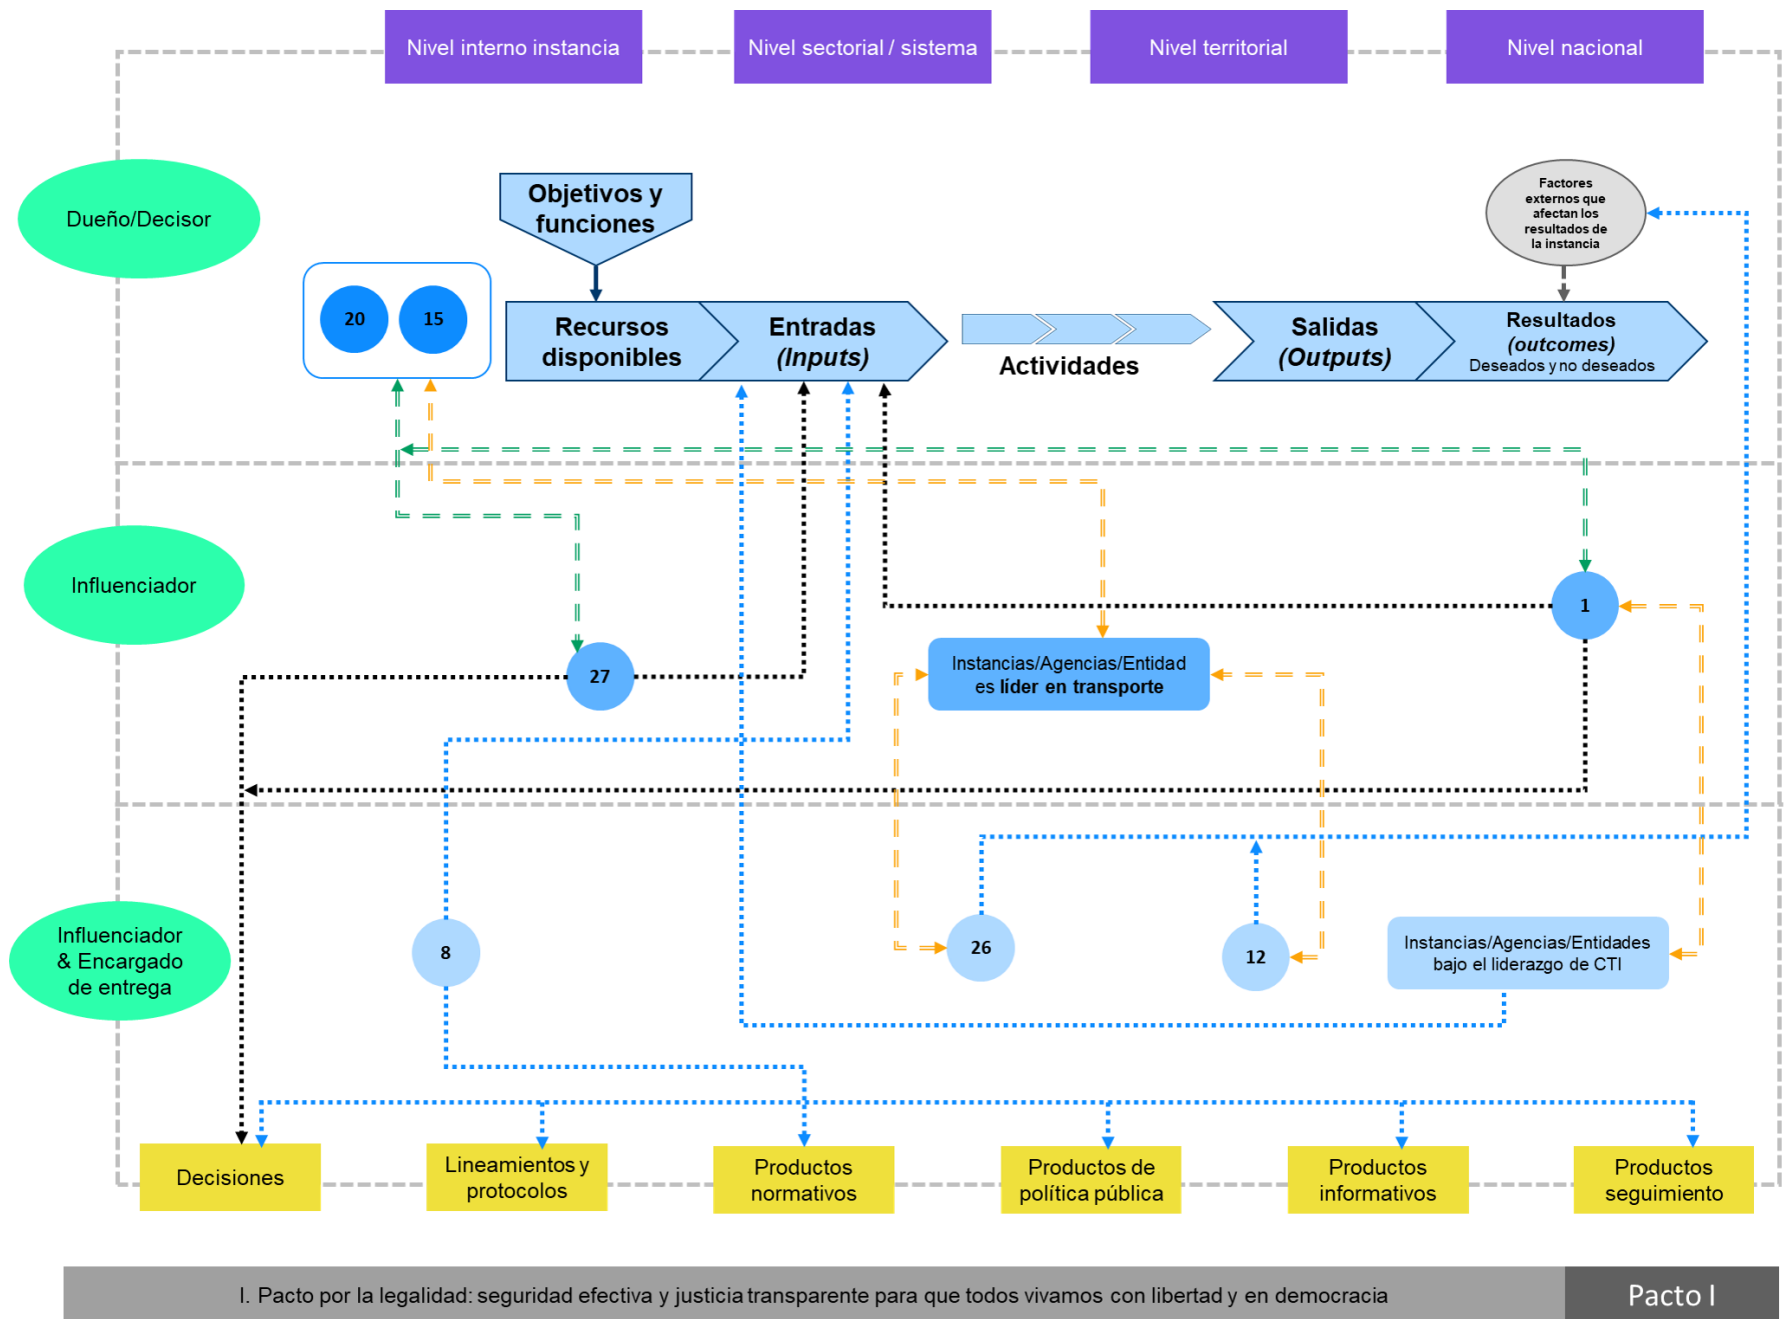 Nivel interno instancia
Nivel sectorial / sistema
Nivel territorial
Nivel nacional
Dueño/Decisor
Objetivos y
funciones
Factores
externos que
afectan los
resultados de
la instancia
20
15
Recursos
disponibles
Entradas
(Inputs)
Actividades
Salidas
(Outputs)
Resultados
(outcomes)
Deseados y no deseados
Influenciador
1
27
Instancias/Agencias/Entidad
es líder en transporte
Influenciador
& Encargado
de entrega
8
26
12
Instancias/Agencias/Entidades
bajo el liderazgo de CTI
Decisiones
Lineamientos y
protocolos
Productos
normativos
Productos de
política pública
Productos
informativos
Productos
seguimiento
I. Pacto por la legalidad: seguridad efectiva y justicia transparente para que todos vivamos con libertad y en democracia
Pacto I